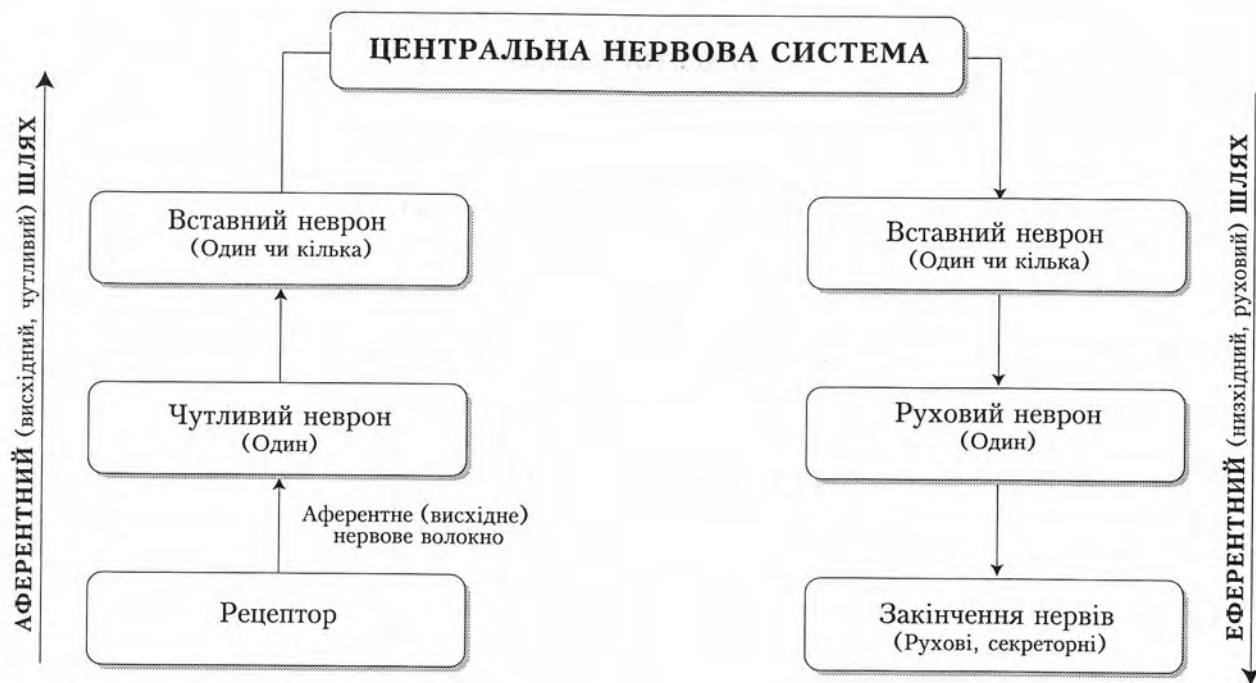 ЦЕНТРАЛЬНА НЕРВОВА СИСТЕМА
АФЕРЕНТНИЙ (висхідний, чутливий) ШЛЯХ
Вставний неврон
(Один чи кілька)
Чутливий неврон
(Один)
Аферентне (висхідне)
нервове волокно
Рецептор
Вставний неврон
(Один чи кілька)
Руховий неврон
(Один)
Закінчення нервів
(Рухові, секреторні)
ЕФЕРЕНТНИЙ (низхідний, руховий) ШЛЯХ